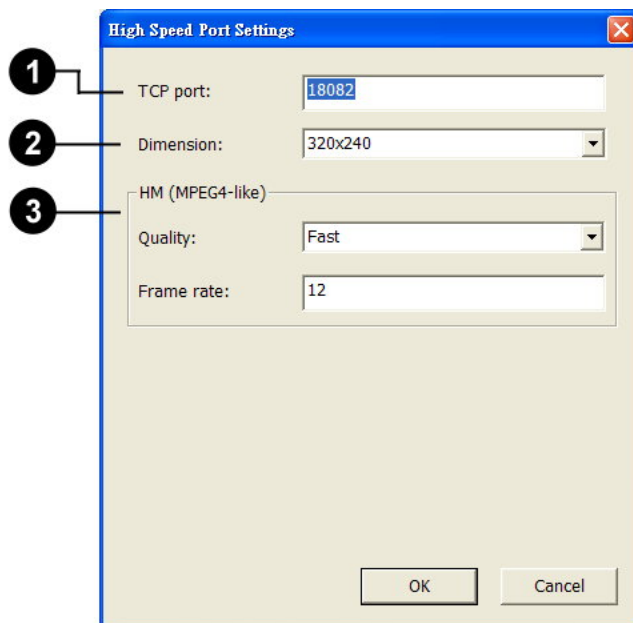 High Speed Port Settings
1
TCP port: 18082
2
Dimension: 320x240
3
HM (MPEG4-like)
Quality: Fast
Frame rate: 12
OK Cancel